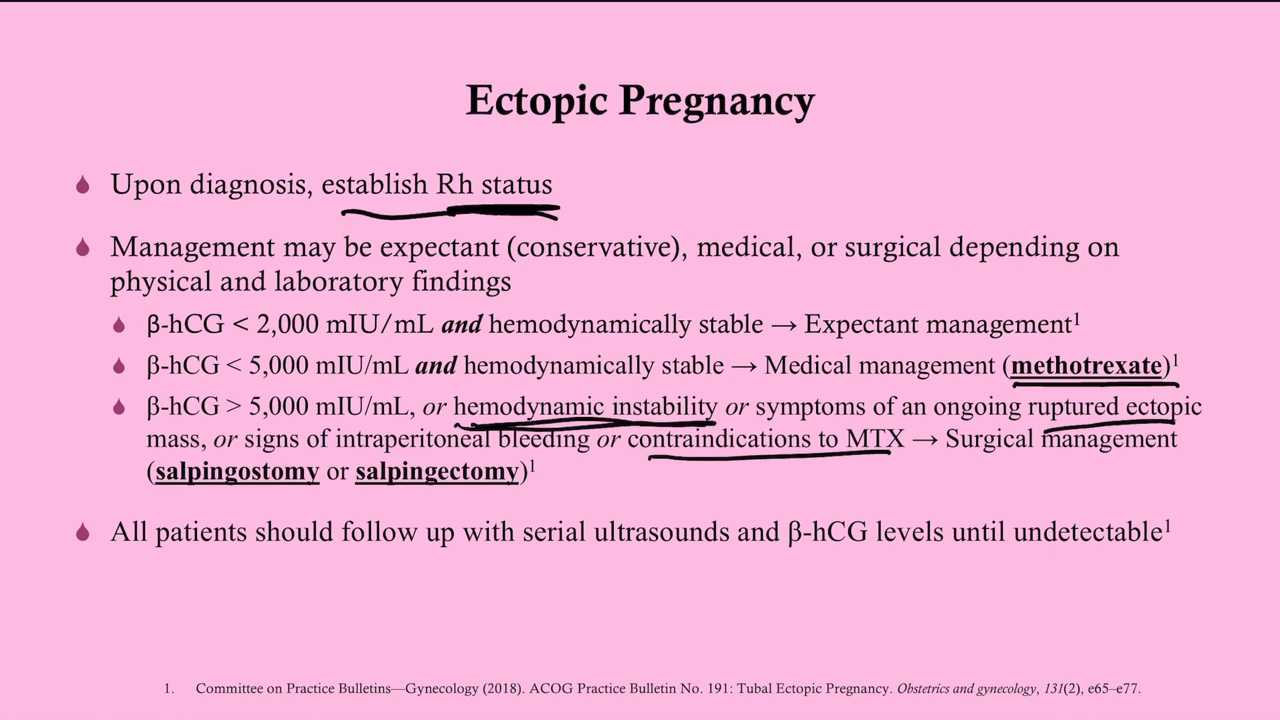 Ectopic Pregnancy
Upon diagnosis, establish Rh status
Management may be expectant (conservative), medical, or surgical depending on
physical and laboratory findings
β-hCG < 2,000 mIU/mL and hemodynamically stable → Expectant management¹
β-hCG < 5,000 mIU/mL and hemodynamically stable → Medical management (methotrexate)¹
β-hCG > 5,000 mIU/mL, or hemodynamic instability or symptoms of an ongoing ruptured ectopic
mass, or signs of intraperitoneal bleeding or contraindications to MTX → Surgical management
(salpingostomy or salpingectomy)¹
All patients should follow up with serial ultrasounds and β-hCG levels until undetectable¹
1. Committee on Practice Bulletins—Gynecology (2018). ACOG Practice Bulletin No. 191: Tubal Ectopic Pregnancy. Obstetrics and gynecology, 131(2), e65–e77.